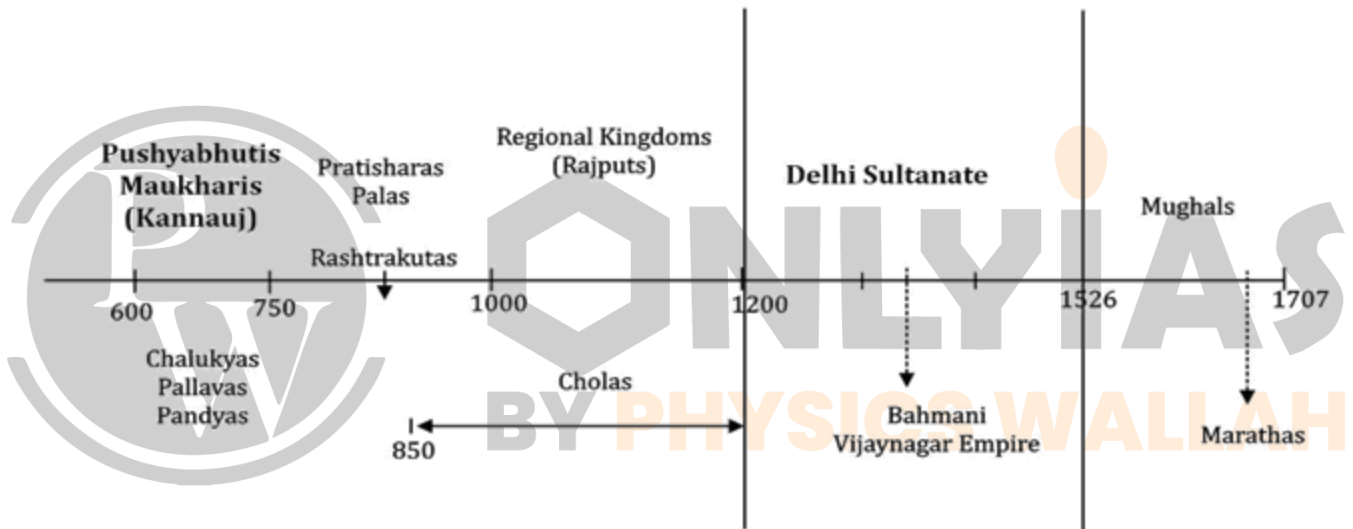 Pushyabhutis
Maukharis
(Kannauj)
Pratisharas
Palas
Rashtrakutas
Regional Kingdoms
(Rajputs)
Delhi Sultanate
Mughals
600
750
1000
1200
1526
1707
Chalukyas
Pallavas
Pandyas
850
Cholas
Bahmani
Vijaynagar Empire
Marathas
PW
ONLYIAS
BY PHYSICS WALLAH